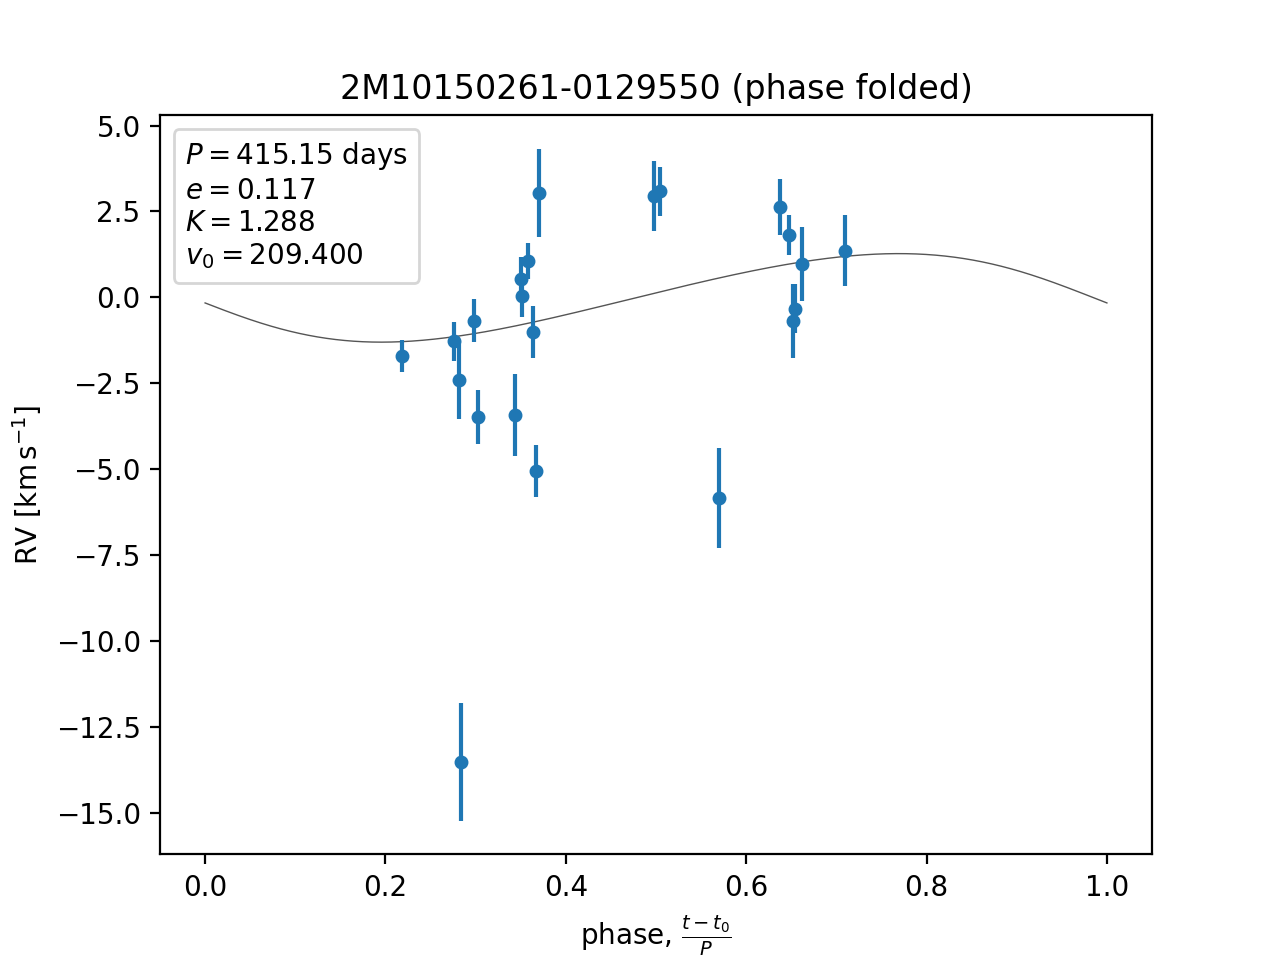 2M10150261-0129550 (phase folded)
P = 415.15 days
e = 0.117
K = 1.288
v₀ = 209.400
5.0
2.5
0.0
−2.5
−5.0
−7.5
−10.0
−12.5
−15.0
RV [km s⁻¹]
0.0 0.2 0.4 0.6 0.8 1.0
phase, (t − t₀)/P